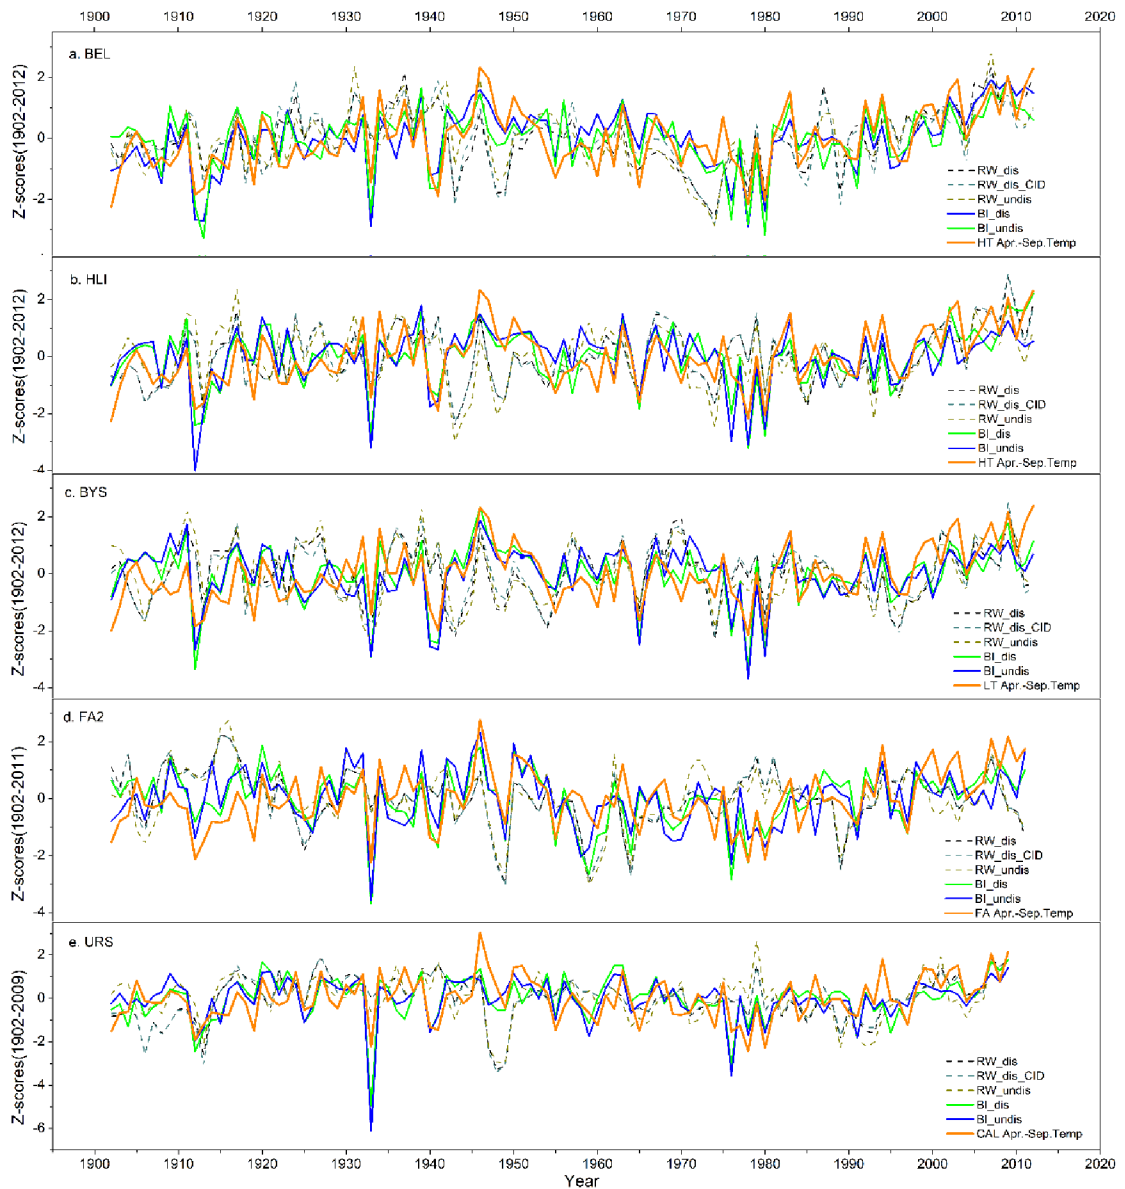 1900 1910 1920 1930 1940 1950 1960 1970 1980 1990 2000 2010 2020
a. BEL
Z-scores(1902-2012)
2
0
-2
RW_dis
RW_dis_CID
RW_undis
BI_dis
BI_undis
HT Apr.-Sep.Temp
b. HLI
Z-scores(1902-2012)
2
0
-2
-4
RW_dis
RW_dis_CID
RW_undis
BI_dis
BI_undis
HT Apr.-Sep.Temp
c. BYS
Z-scores(1902-2012)
2
0
-2
-4
RW_dis
RW_dis_CID
RW_undis
BI_dis
BI_undis
LT Apr.-Sep.Temp
d. FA2
Z-scores(1902-2011)
2
0
-2
-4
RW_dis
RW_dis_CID
RW_undis
BI_dis
BI_undis
FA Apr.-Sep.Temp
e. URS
Z-scores(1902-2009)
2
0
-2
-4
-6
RW_dis
RW_dis_CID
RW_undis
BI_dis
BI_undis
CAL Apr.-Sep.Temp
1900 1910 1920 1930 1940 1950 1960 1970 1980 1990 2000 2010 2020
Year